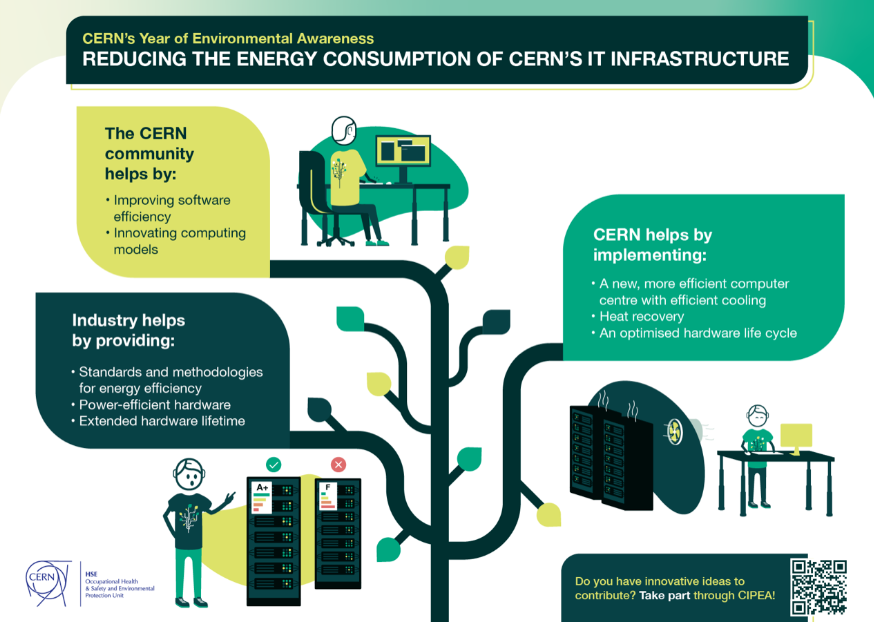 CERN's Year of Environmental Awareness
REDUCING THE ENERGY CONSUMPTION OF CERN'S IT INFRASTRUCTURE
The CERN
community
helps by:
• Improving software
efficiency
• Innovating computing
models
CERN helps by
implementing:
• A new, more efficient computer
centre with efficient cooling
• Heat recovery
• An optimised hardware life cycle
Industry helps
by providing:
• Standards and methodologies
for energy efficiency
• Power-efficient hardware
• Extended hardware lifetime
A+
F
CERN
HSE
Occupational Health
& Safety and Environmental
Protection Unit
Do you have innovative ideas to
contribute? Take part through CIPEA!